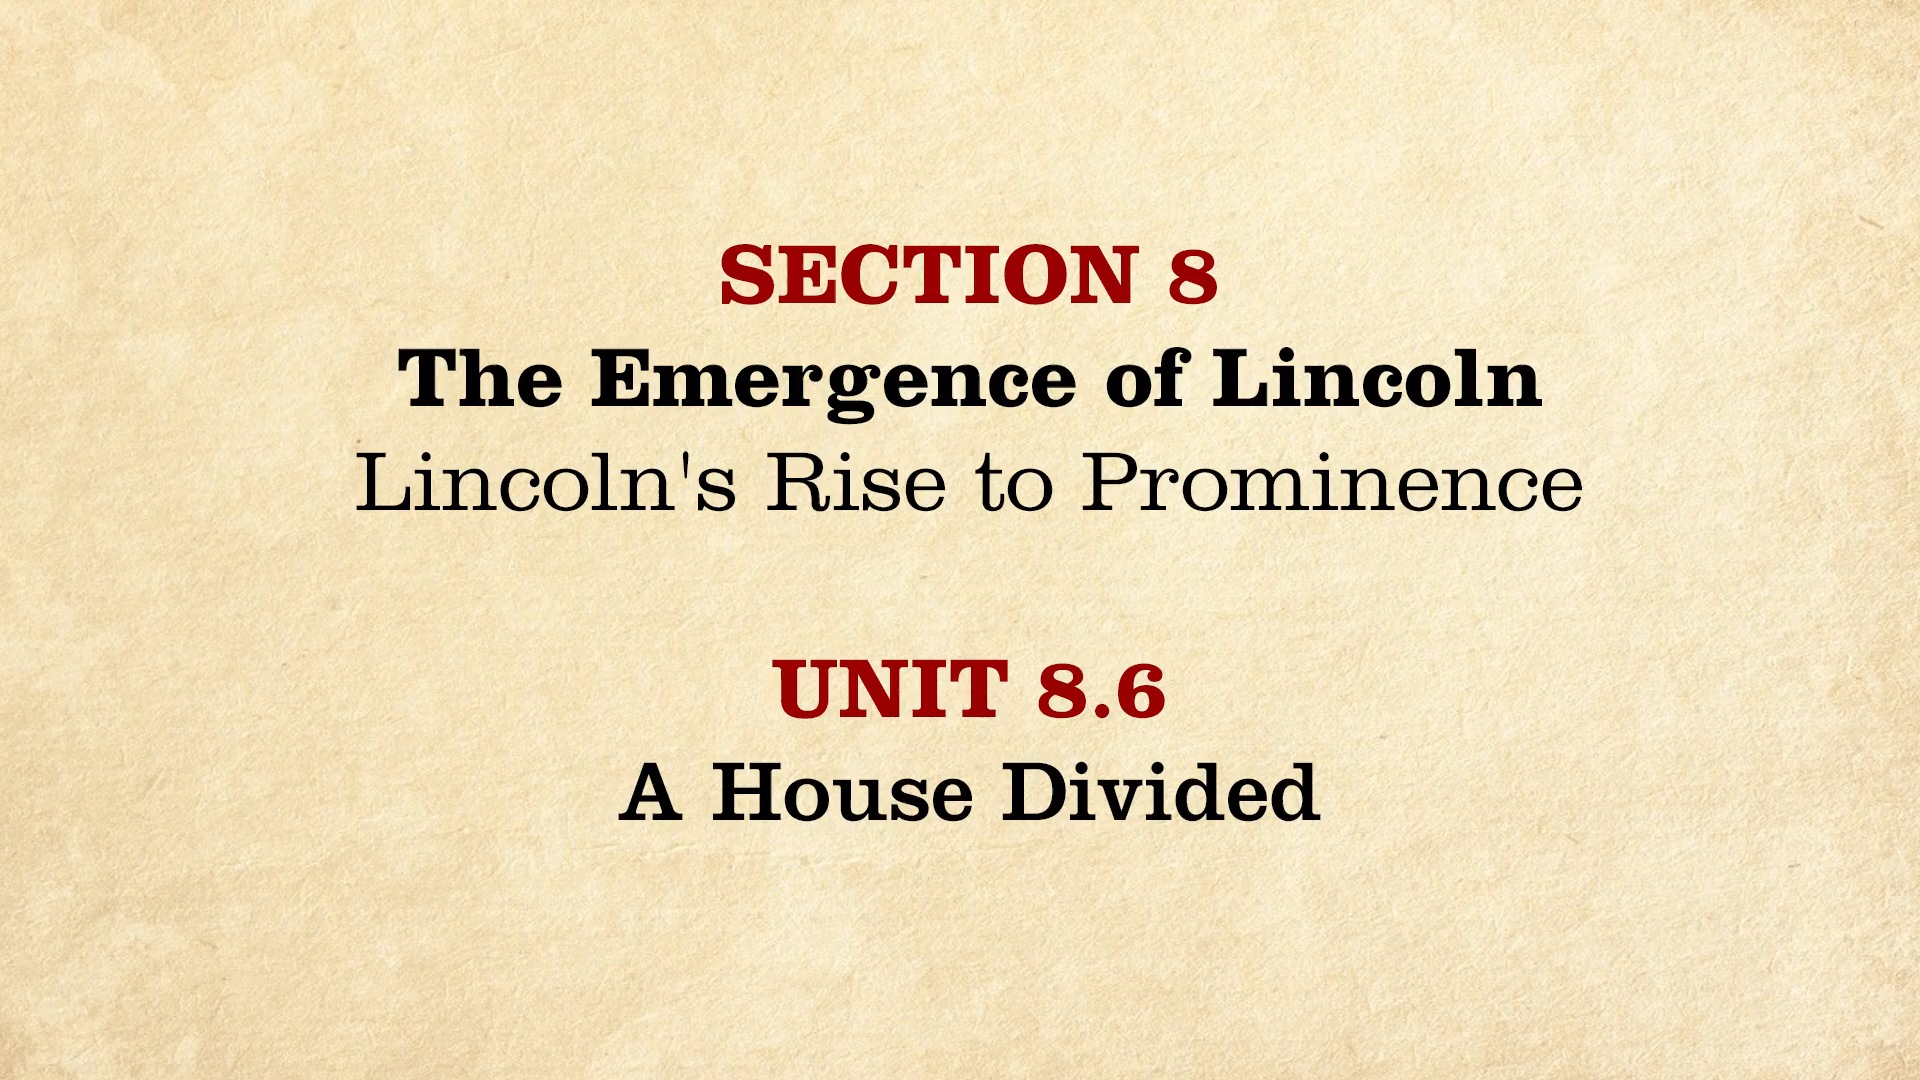 SECTION 8
The Emergence of Lincoln
Lincoln's Rise to Prominence
UNIT 8.6
A House Divided